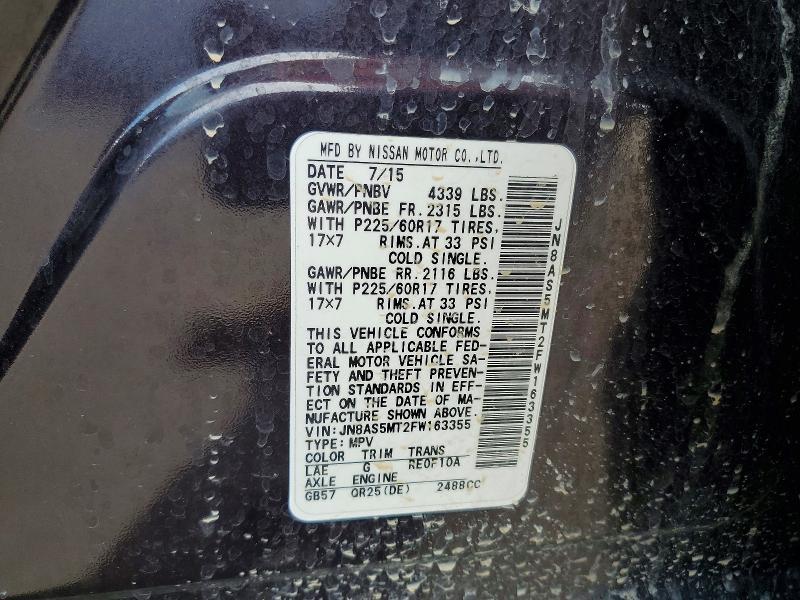 MFD BY NISSAN MOTOR CO.,LTD.
DATE 7/15
GVWR/PNBV 4339 LBS.
GAWR/PNBE FR. 2315 LBS.
WITH P225/60R17 TIRES,
17×7 RIMS. AT 33 PSI
COLD SINGLE.
GAWR/PNBE RR. 2116 LBS.
WITH P225/60R17 TIRES.
17×7 RIMS. AT 33 PSI
COLD SINGLE.
THIS VEHICLE CONFORMS
TO ALL APPLICABLE FED-
ERAL MOTOR VEHICLE SA-
FETY AND THEFT PREVEN-
TION STANDARDS IN EFF-
ECT ON THE DATE OF MA-
NUFACTURE SHOWN ABOVE.
VIN:JN8AS5MT2FW163355
TYPE: MPV
COLOR TRIM TRANS
LAE G RE0F10A
AXLE ENGINE
GB57 QR25(DE) 2488CC
JN8AS5MT2FW163355